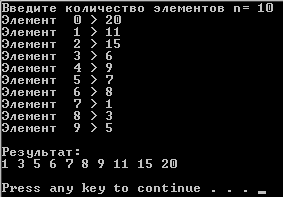 Введите количество элементов n= 10
Элемент  0 > 20
Элемент  1 > 11
Элемент  2 > 15
Элемент  3 > 6
Элемент  4 > 9
Элемент  5 > 7
Элемент  6 > 8
Элемент  7 > 1
Элемент  8 > 3
Элемент  9 > 5
Результат:
1 3 5 6 7 8 9 11 15 20
Press any key to continue . . . _